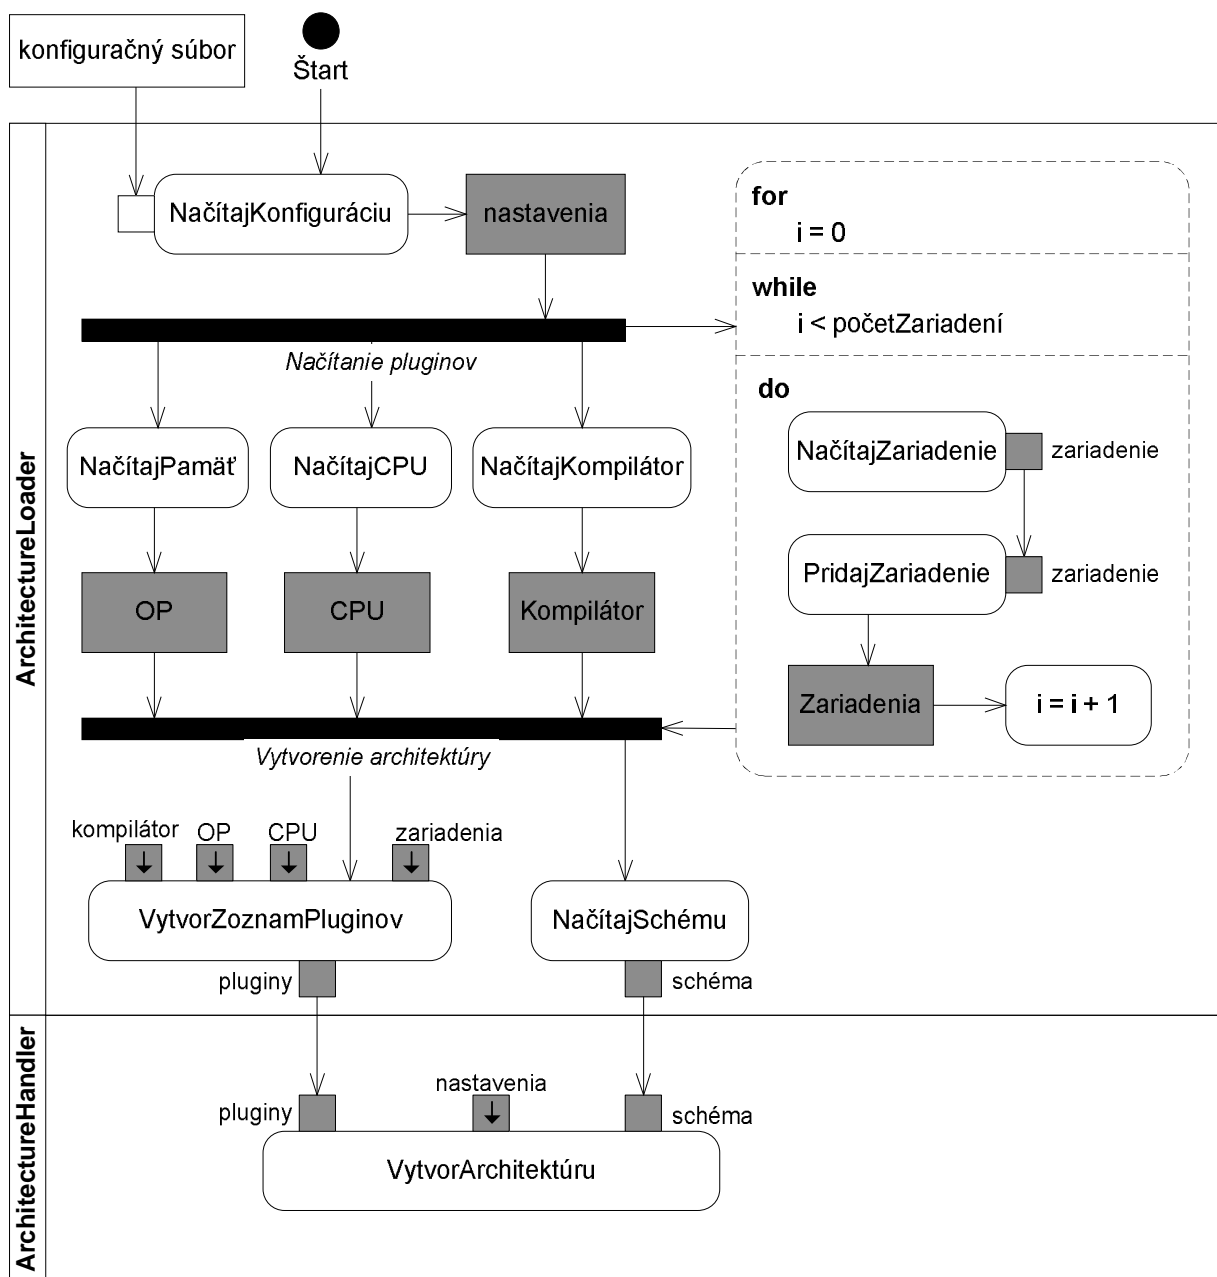 konfiguračný súbor
Štart
ArchitectureLoader
NačítajKonfiguráciu
nastavenia
for
i = 0
while
i < početZariadení
Načítanie pluginov
do
NačítajPamäť
NačítajCPU
NačítajKompilátor
NačítajZariadenie
zariadenie
PridajZariadenie
zariadenie
OP
CPU
Kompilátor
Zariadenia
i = i + 1
Vytvorenie architektúry
kompilátor
OP
CPU
zariadenia
VytvorZoznamPluginov
NačítajSchému
pluginy
schéma
ArchitectureHandler
nastavenia
pluginy
schéma
VytvorArchitektúru